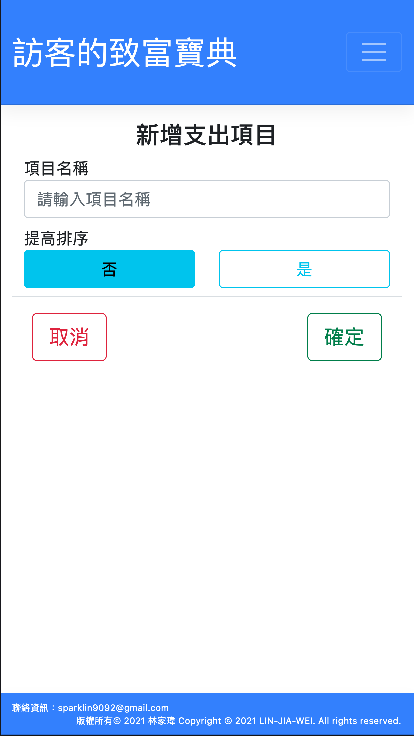 訪客的致富寶典
新增支出項目
項目名稱
請輸入項目名稱
提高排序
否 是
取消 確定
聯絡資訊：sparklin9092@gmail.com
版權所有© 2021 林家瑋 Copyright © 2021 LIN-JIA-WEI. All rights reserved.